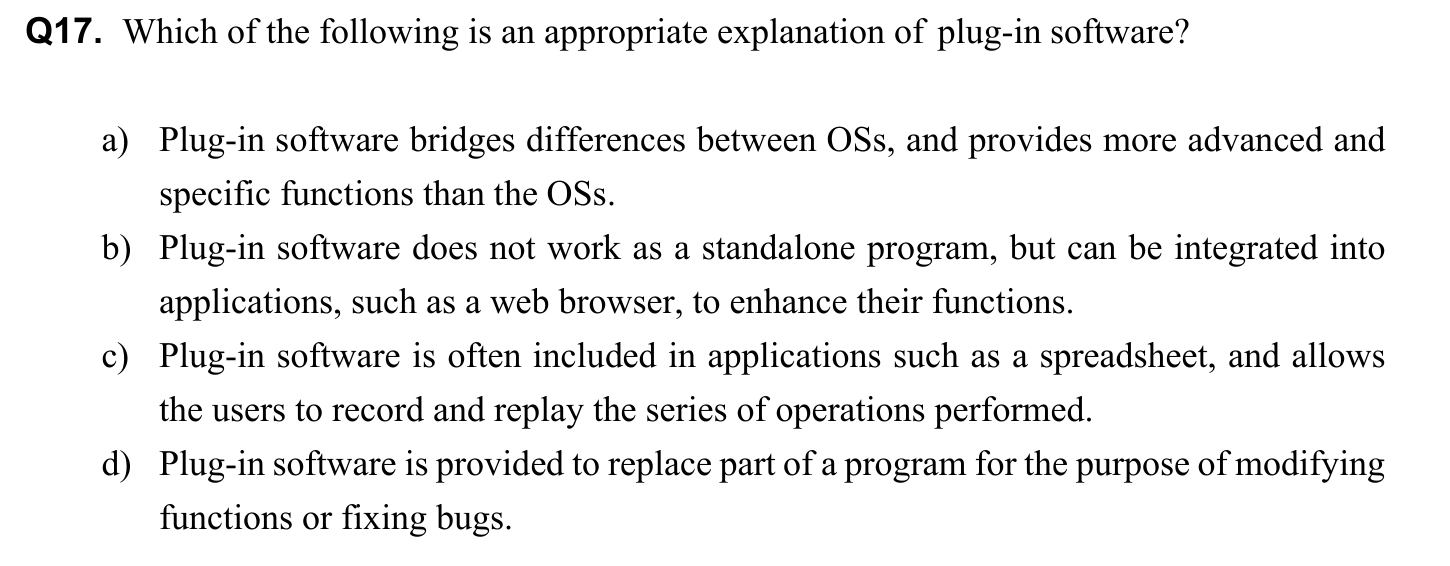 Q17. Which of the following is an appropriate explanation of plug-in software?
a) Plug-in software bridges differences between OSs, and provides more advanced and
specific functions than the OSs.
b) Plug-in software does not work as a standalone program, but can be integrated into
applications, such as a web browser, to enhance their functions.
c) Plug-in software is often included in applications such as a spreadsheet, and allows
the users to record and replay the series of operations performed.
d) Plug-in software is provided to replace part of a program for the purpose of modifying
functions or fixing bugs.